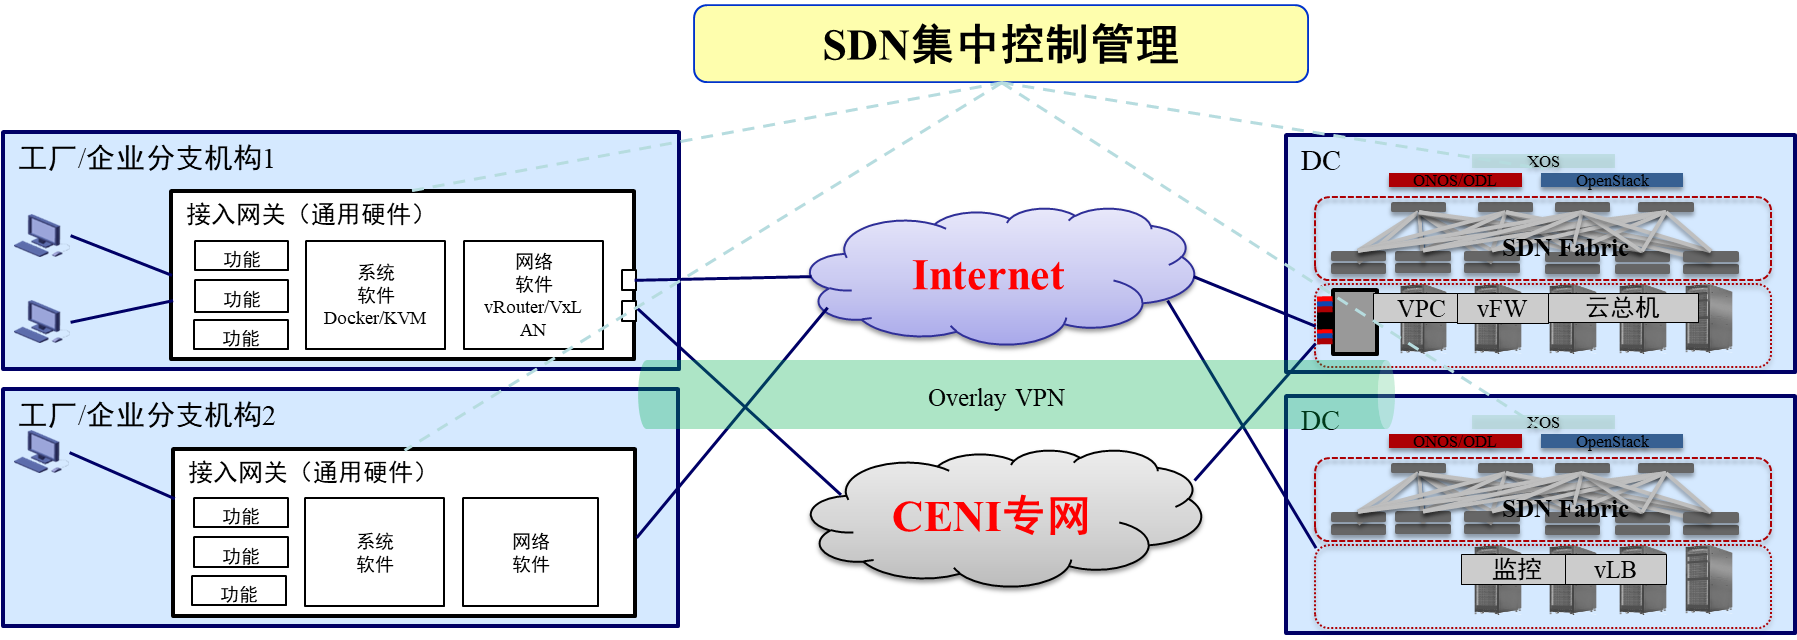 SDN集中控制管理
工厂/企业分支机构1
接入网关（通用硬件）
功能
功能
功能
系统
软件
Docker/KVM
网络
软件
vRouter/VxL
AN
工厂/企业分支机构2
接入网关（通用硬件）
功能
功能
功能
系统
软件
网络
软件
Internet
Overlay VPN
CENI专网
DC
XOS
ONOS/ODL
OpenStack
SDN Fabric
VPC
vFW
云总机
DC
XOS
ONOS/ODL
OpenStack
SDN Fabric
监控
vLB